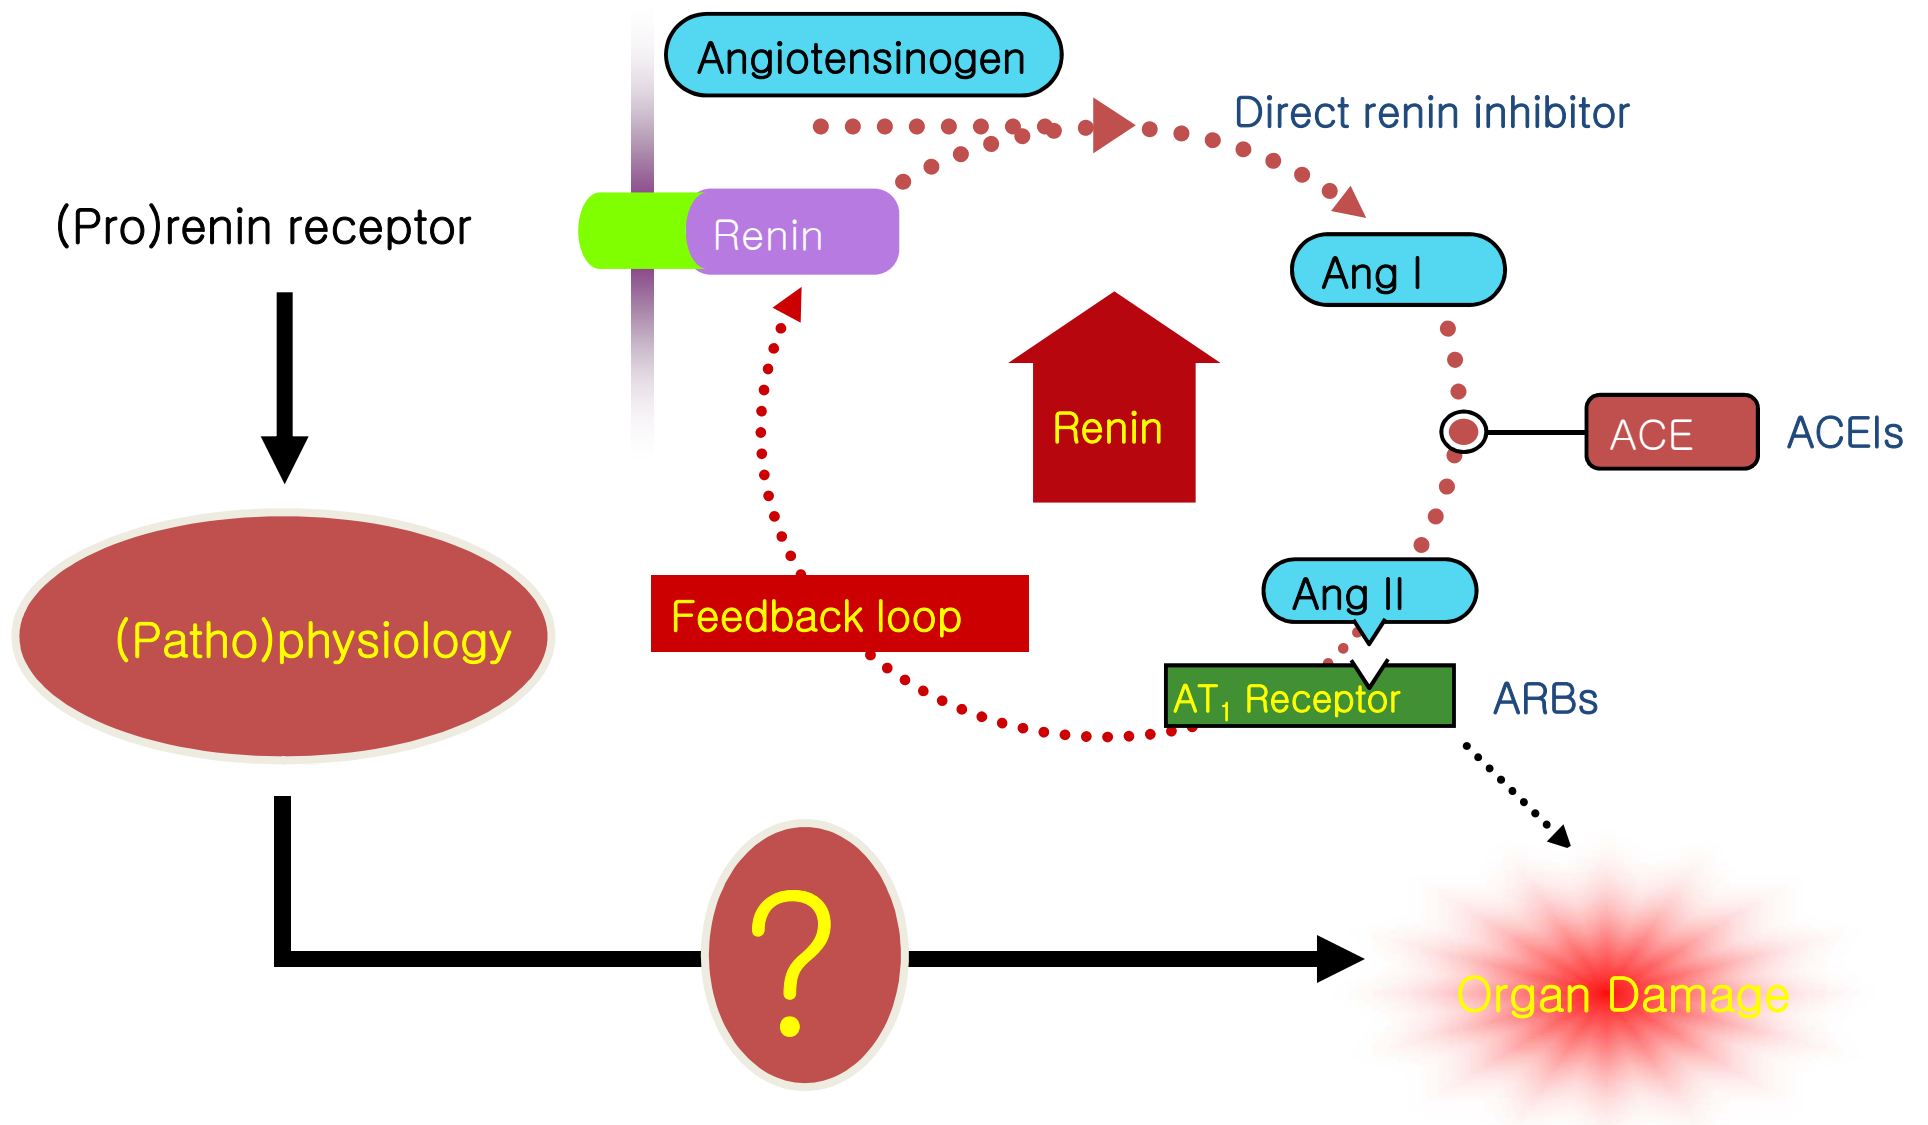 Angiotensinogen
Direct renin inhibitor
(Pro)renin receptor
Renin
Ang I
Renin
ACE
ACEIs
Ang II
Feedback loop
(Patho)physiology
AT1 Receptor
ARBs
?
Organ Damage